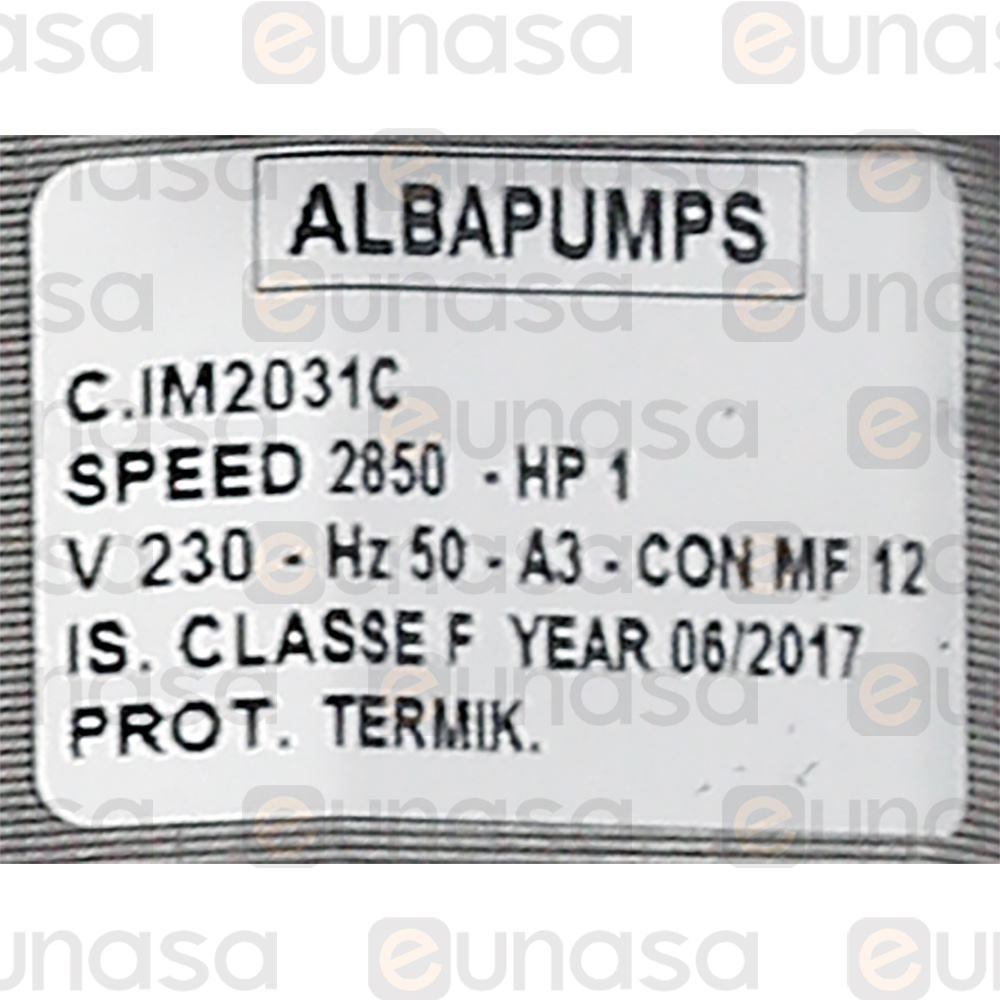 ALBAPUMPS
C.IM2031C
SPEED 2850 - HP 1
V 230 - Hz 50 - A3 - CON MF 12
IS. CLASSE F YEAR 06/2017
PROT. TERMIK.
eunasa